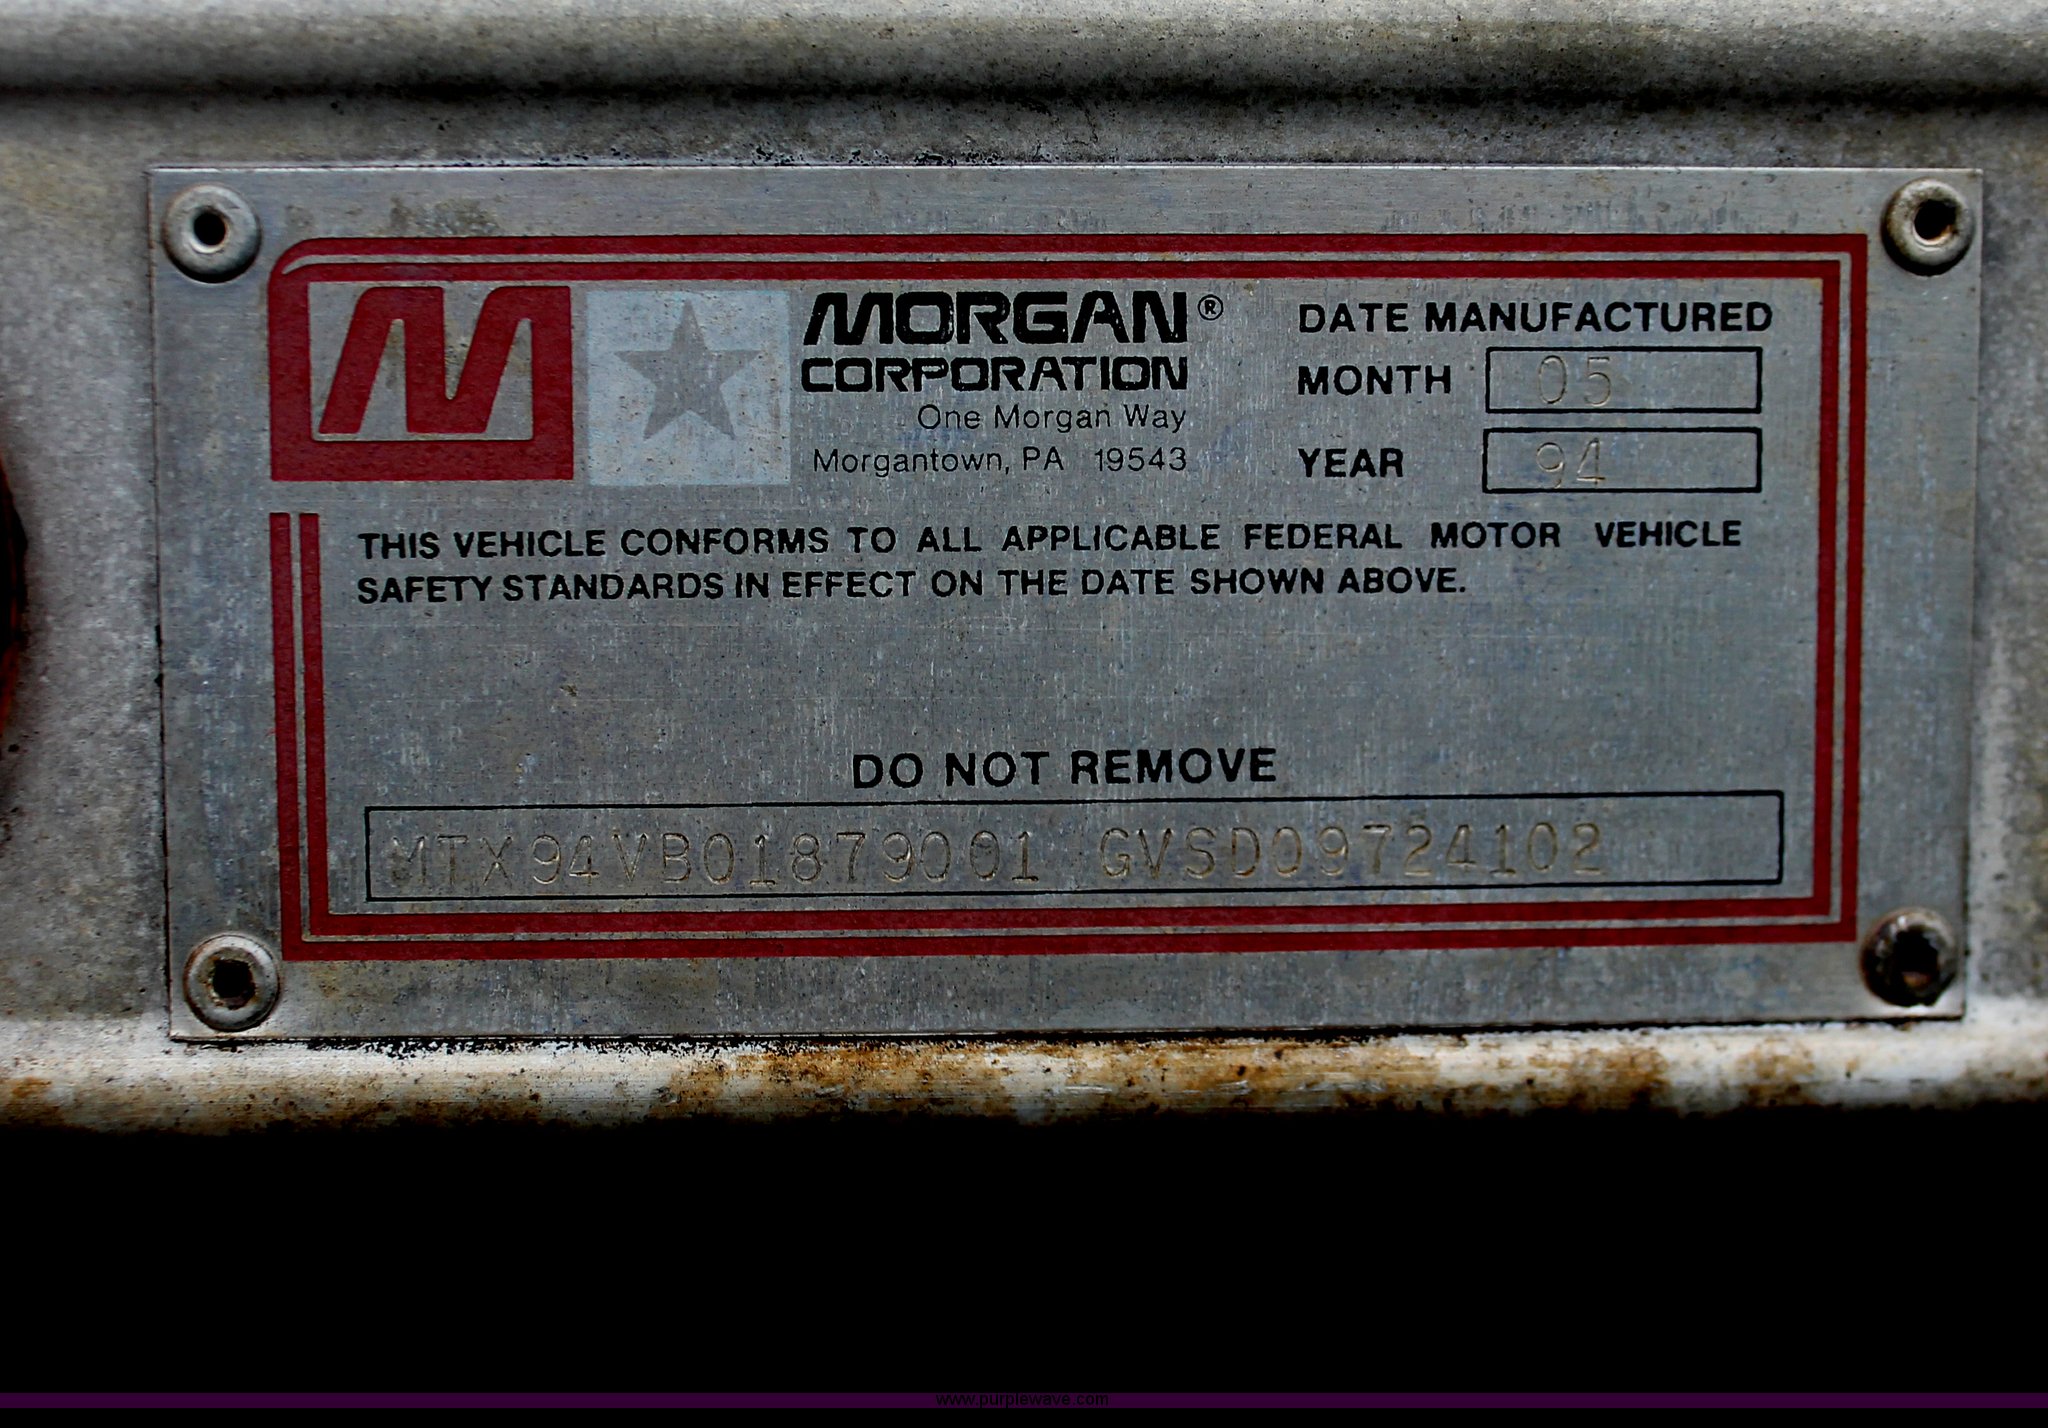 M
MORGAN®
CORPORATION
One Morgan Way
Morgantown, PA 19543
DATE MANUFACTURED
MONTH 05
YEAR 94
THIS VEHICLE CONFORMS TO ALL APPLICABLE FEDERAL MOTOR VEHICLE
SAFETY STANDARDS IN EFFECT ON THE DATE SHOWN ABOVE.
DO NOT REMOVE
MTX94VB01879001 GVSD09724102
www.purplewave.com